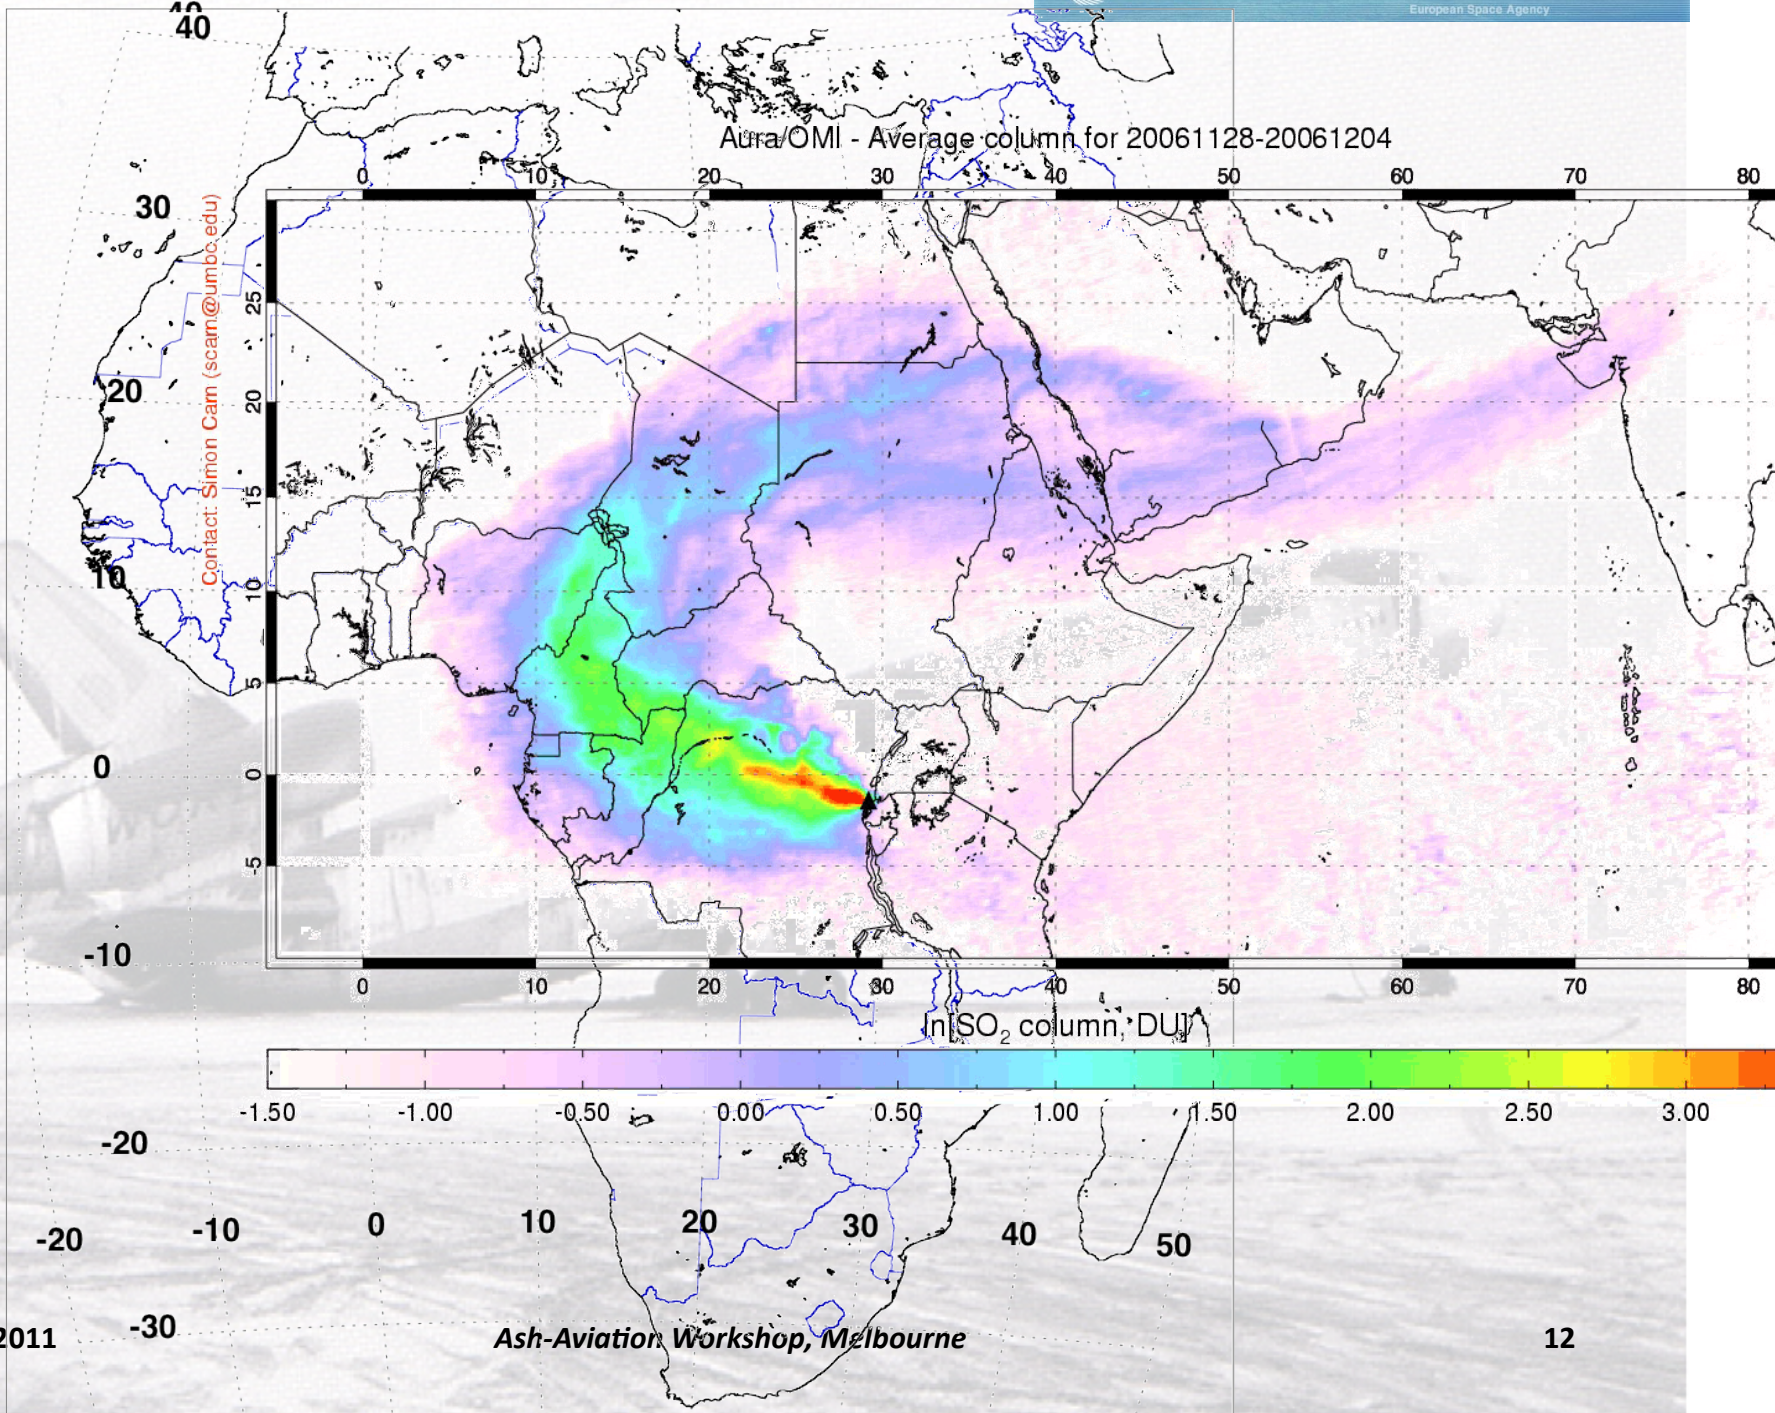 European Space Agency
40
40
Aura/OMI - Average column for 20061128-20061204
0 10 20 30 40 50 60 70 80
30
Contact Simon Carn (scarn@umbc.edu)
25
20
20
15
10
10
5
0
0
-5
-10
0 10 20 30 40 50 60 70 80
ln[SO₂ column, DU]
-1.50 -1.00 -0.50 0.00 0.50 1.00 1.50 2.00 2.50 3.00
-20
-20 -10 0 10 20 30 40 50
-30
2011 Ash-Aviation Workshop, Melbourne 12